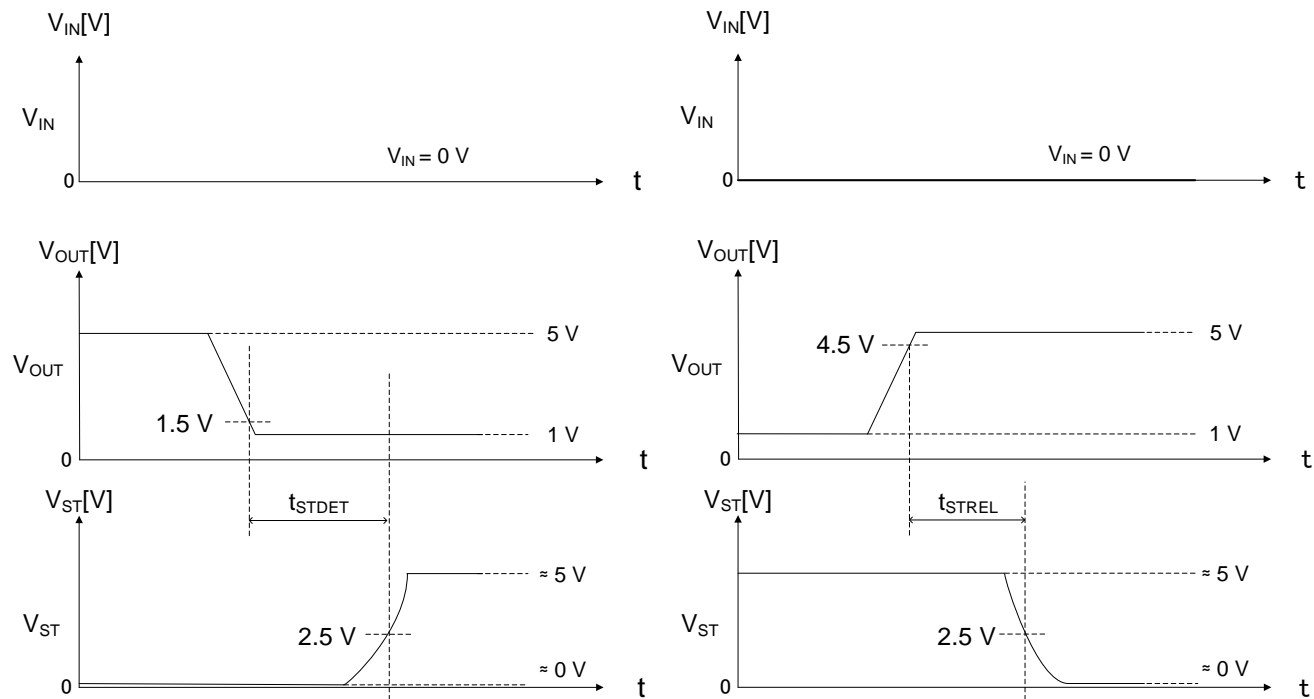 V_IN[V]
V_IN
V_IN = 0 V
0
t
V_OUT[V]
5 V
V_OUT
1.5 V
1 V
0
t
V_ST[V]
t_STDET
≈ 5 V
V_ST
2.5 V
≈ 0 V
0
t
V_IN[V]
V_IN
V_IN = 0 V
0
t
V_OUT[V]
4.5 V
5 V
V_OUT
1 V
0
t
V_ST[V]
t_STREL
≈ 5 V
V_ST
2.5 V
≈ 0 V
0
t